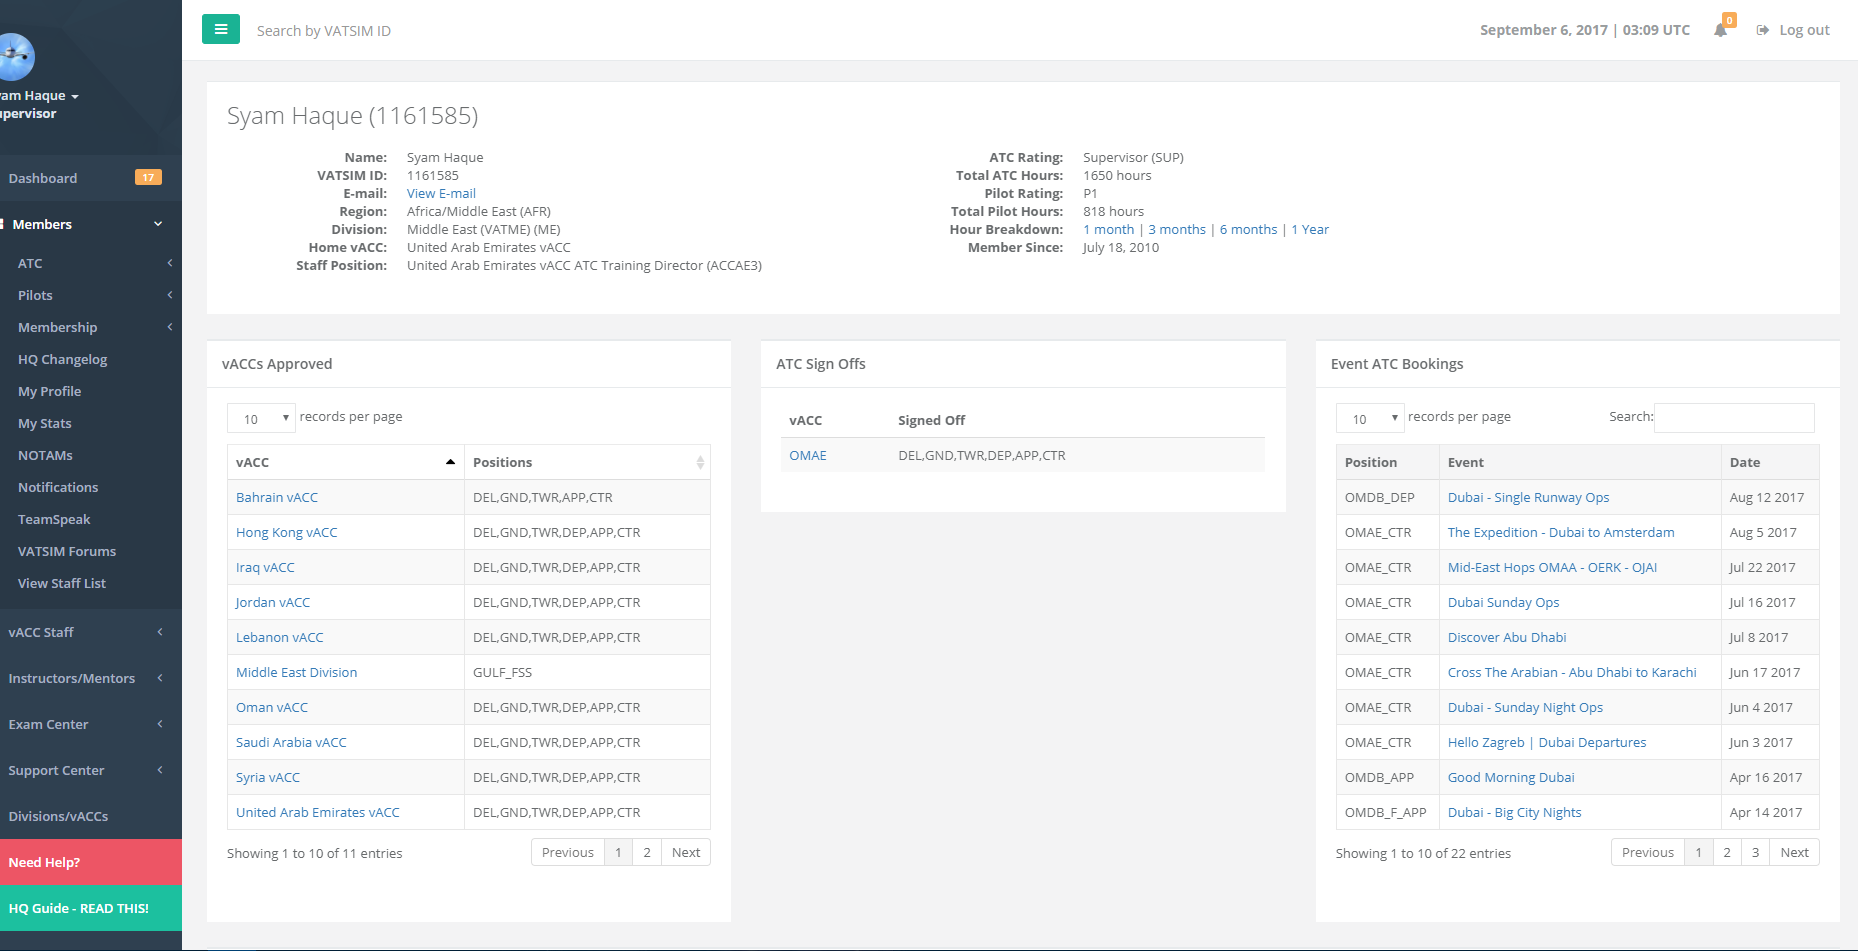 Search by VATSIM ID
September 6, 2017 | 03:09 UTC
0
Log out
yam Haque
upervisor
Dashboard 17
Members
ATC
Pilots
Membership
HQ Changelog
My Profile
My Stats
NOTAMs
Notifications
TeamSpeak
VATSIM Forums
View Staff List
vACC Staff
Instructors/Mentors
Exam Center
Support Center
Divisions/vACCs
Need Help?
HQ Guide - READ THIS!
Syam Haque (1161585)
Name: Syam Haque
VATSIM ID: 1161585
E-mail: View E-mail
Region: Africa/Middle East (AFR)
Division: Middle East (VATME) (ME)
Home vACC: United Arab Emirates vACC
Staff Position: United Arab Emirates vACC ATC Training Director (ACCAE3)
ATC Rating: Supervisor (SUP)
Total ATC Hours: 1650 hours
Pilot Rating: P1
Total Pilot Hours: 818 hours
Hour Breakdown: 1 month | 3 months | 6 months | 1 Year
Member Since: July 18, 2010
vACCs Approved
10 records per page
vACC Positions
Bahrain vACC DEL,GND,TWR,APP,CTR
Hong Kong vACC DEL,GND,TWR,DEP,APP,CTR
Iraq vACC DEL,GND,TWR,DEP,APP,CTR
Jordan vACC DEL,GND,TWR,DEP,APP,CTR
Lebanon vACC DEL,GND,TWR,DEP,APP,CTR
Middle East Division GULF_FSS
Oman vACC DEL,GND,TWR,DEP,APP,CTR
Saudi Arabia vACC DEL,GND,TWR,DEP,APP,CTR
Syria vACC DEL,GND,TWR,DEP,APP,CTR
United Arab Emirates vACC DEL,GND,TWR,DEP,APP,CTR
Showing 1 to 10 of 11 entries Previous 1 2 Next
ATC Sign Offs
vACC Signed Off
OMAE DEL,GND,TWR,DEP,APP,CTR
Event ATC Bookings
10 records per page Search:
Position Event Date
OMDB_DEP Dubai - Single Runway Ops Aug 12 2017
OMAE_CTR The Expedition - Dubai to Amsterdam Aug 5 2017
OMAE_CTR Mid-East Hops OMAA - OERK - OJAI Jul 22 2017
OMAE_CTR Dubai Sunday Ops Jul 16 2017
OMAE_CTR Discover Abu Dhabi Jul 8 2017
OMAE_CTR Cross The Arabian - Abu Dhabi to Karachi Jun 17 2017
OMAE_CTR Dubai - Sunday Night Ops Jun 4 2017
OMAE_CTR Hello Zagreb | Dubai Departures Jun 3 2017
OMDB_APP Good Morning Dubai Apr 16 2017
OMDB_F_APP Dubai - Big City Nights Apr 14 2017
Showing 1 to 10 of 22 entries Previous 1 2 3 Next